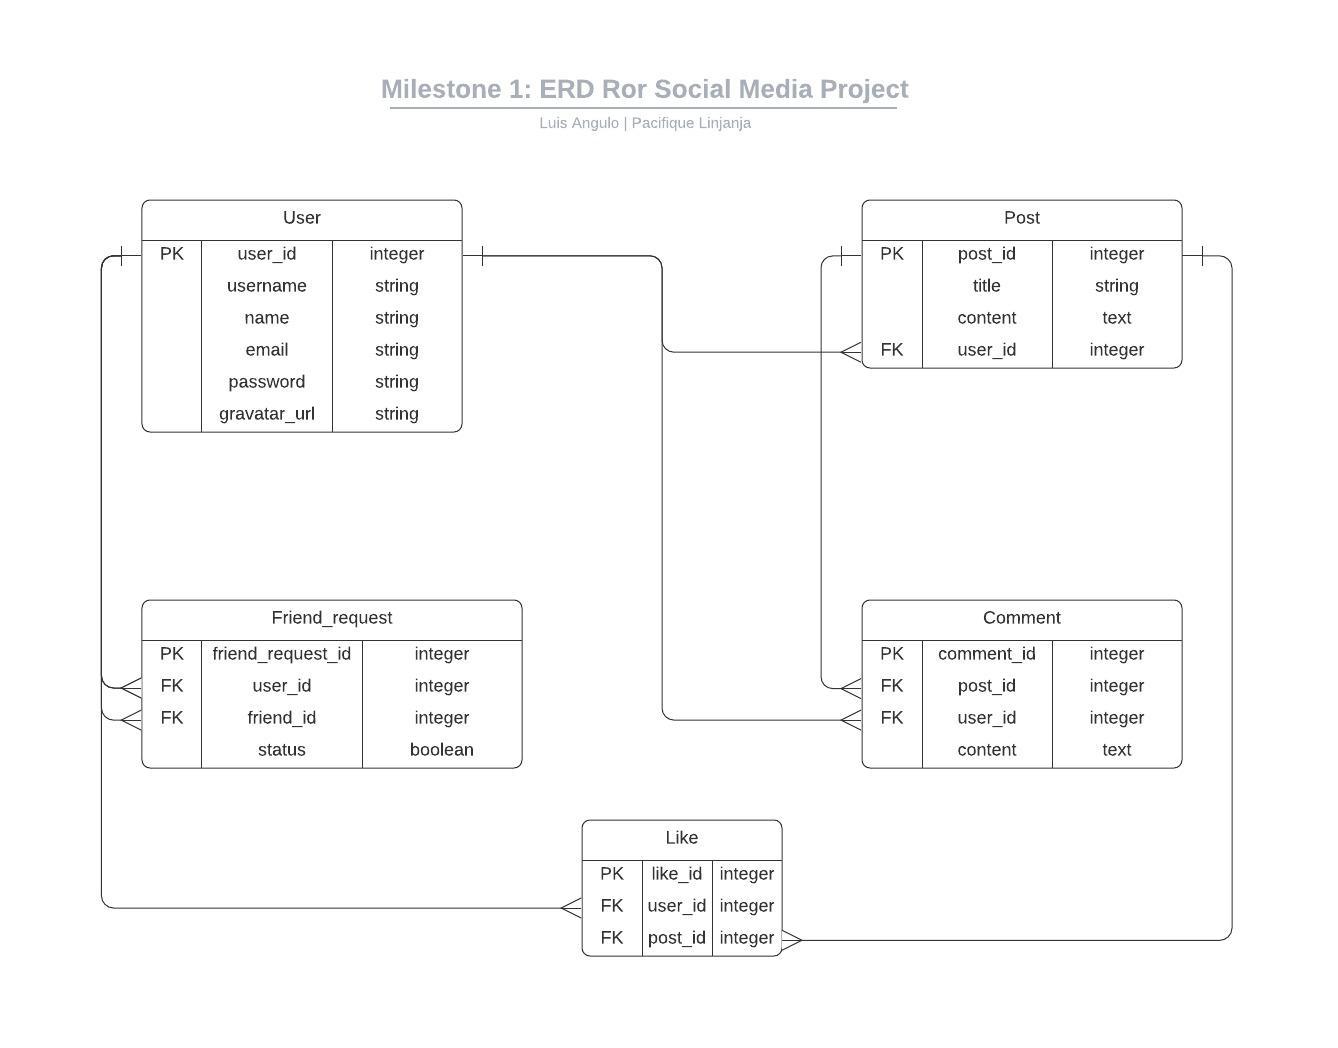 Milestone 1: ERD Ror Social Media Project
Luis Angulo | Pacifique Linjanja
User
PK user_id integer
username string
name string
email string
password string
gravatar_url string
Post
PK post_id integer
title string
content text
FK user_id integer
Friend_request
PK friend_request_id integer
FK user_id integer
FK friend_id integer
status boolean
Comment
PK comment_id integer
FK post_id integer
FK user_id integer
content text
Like
PK like_id integer
FK user_id integer
FK post_id integer